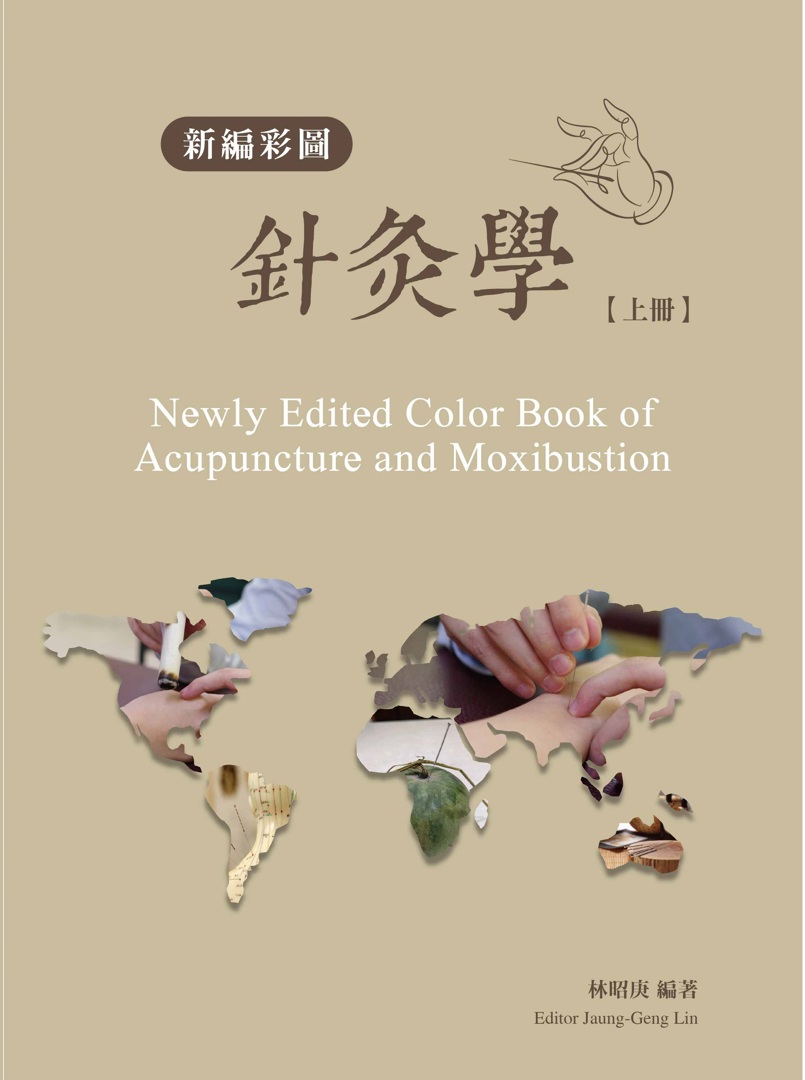 新編彩圖
針灸學
【上冊】
Newly Edited Color Book of
Acupuncture and Moxibustion
林昭庚 編著
Editor Jaung-Geng Lin